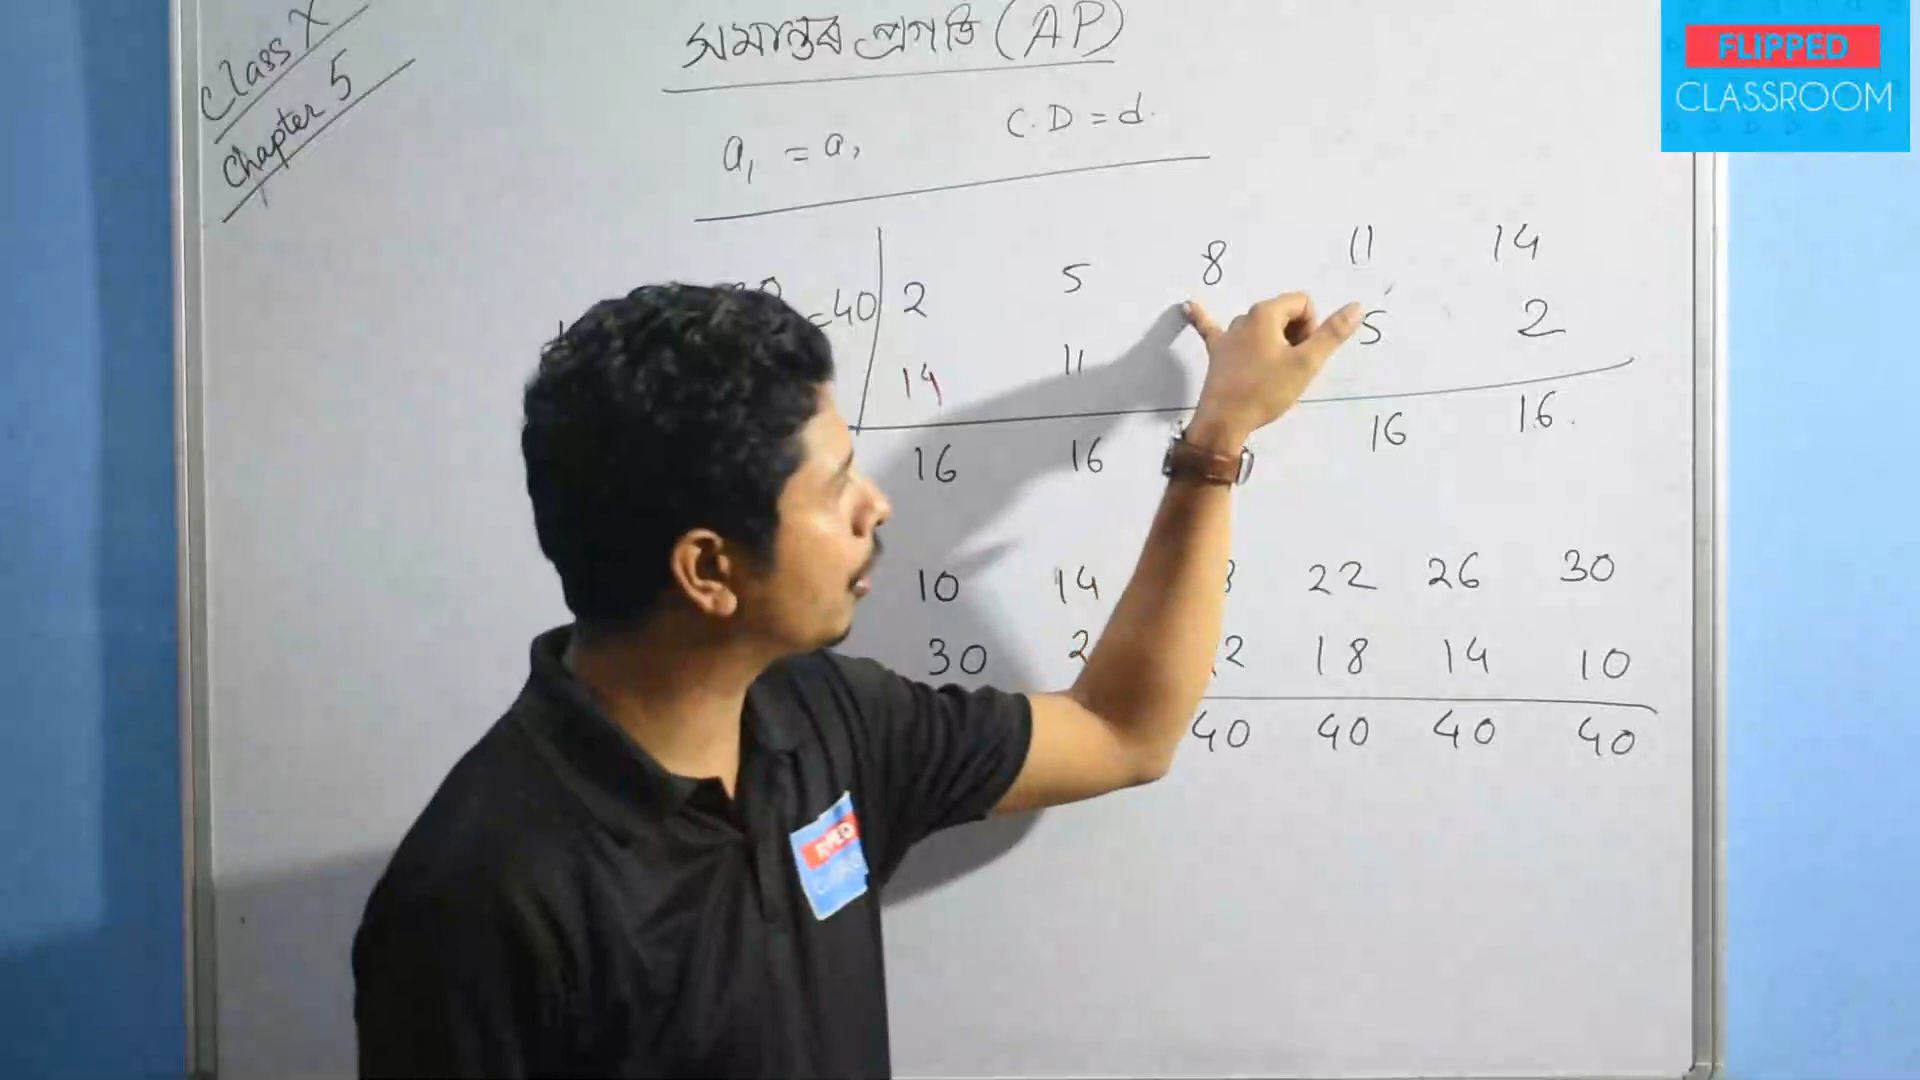 Class X
Chapter 5
সমান্তৰ প্ৰগতি (AP)
FLIPPED
CLASSROOM
a₁ = a,
C.D = d.
=40
2 5 8 11 14
14 11 5 2
16 16 16 16.
10 14 22 26 30
30 18 14 10
40 40 40 40